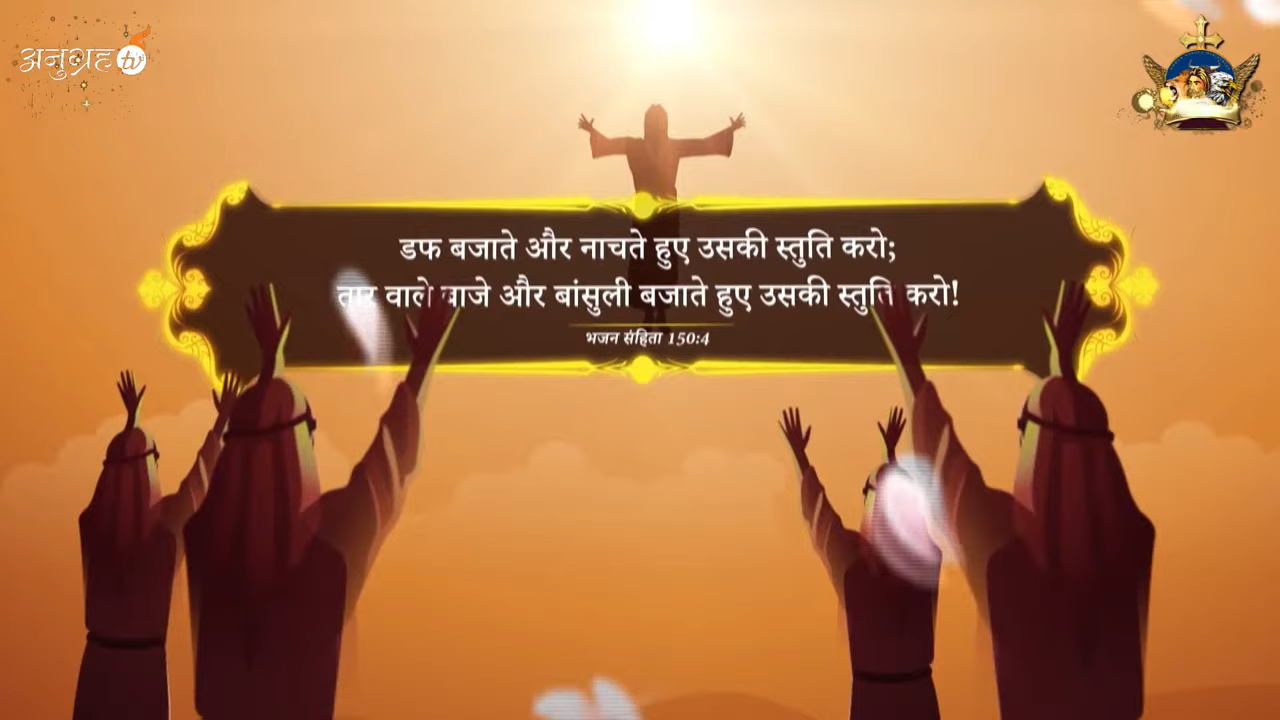 अनुग्रह tv
डफ बजाते और नाचते हुए उसकी स्तुति करो;
तार वाले बाजे और बांसुली बजाते हुए उसकी स्तुति करो!
भजन संहिता 150:4